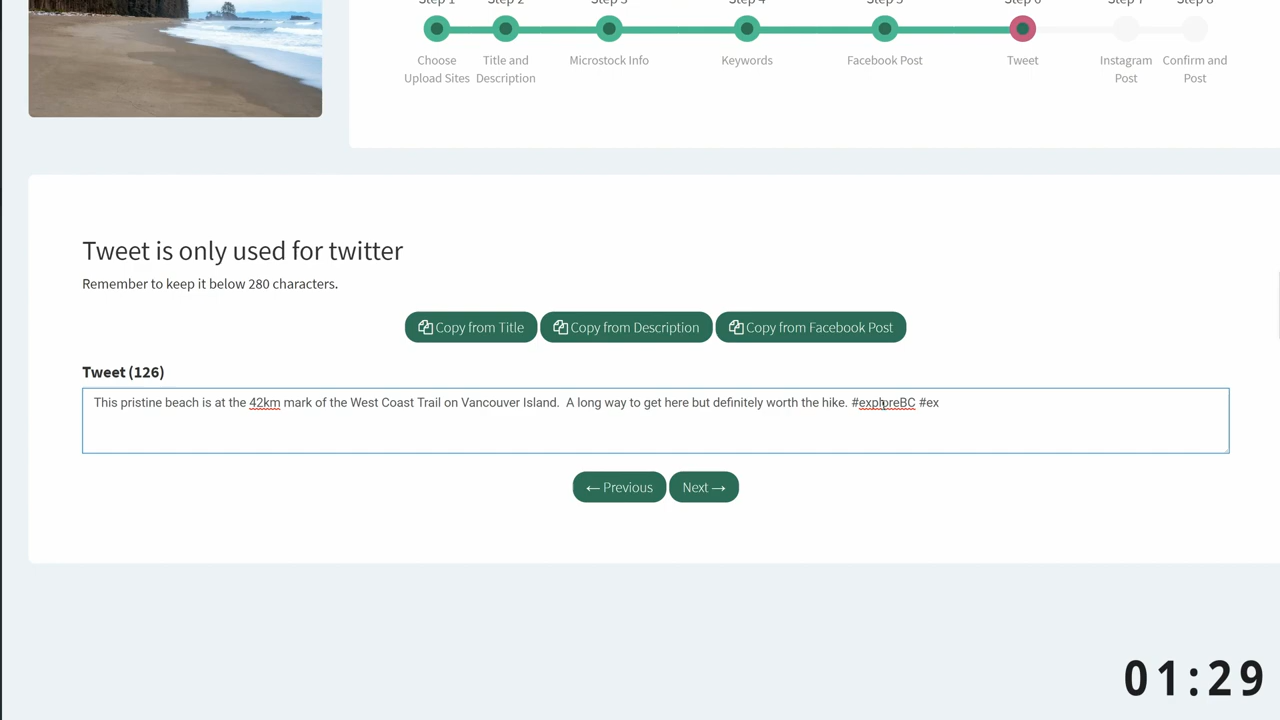 Step 1 Step 2 Step 3 Step 4 Step 5 Step 6 Step 7 Step 8
Choose Upload Sites
Title and Description
Microstock Info
Keywords
Facebook Post
Tweet
Instagram Post
Confirm and Post
Tweet is only used for twitter
Remember to keep it below 280 characters.
Copy from Title Copy from Description Copy from Facebook Post
Tweet (126)
This pristine beach is at the 42km mark of the West Coast Trail on Vancouver Island.  A long way to get here but definitely worth the hike. #exploreBC #ex
← Previous Next →
01:29